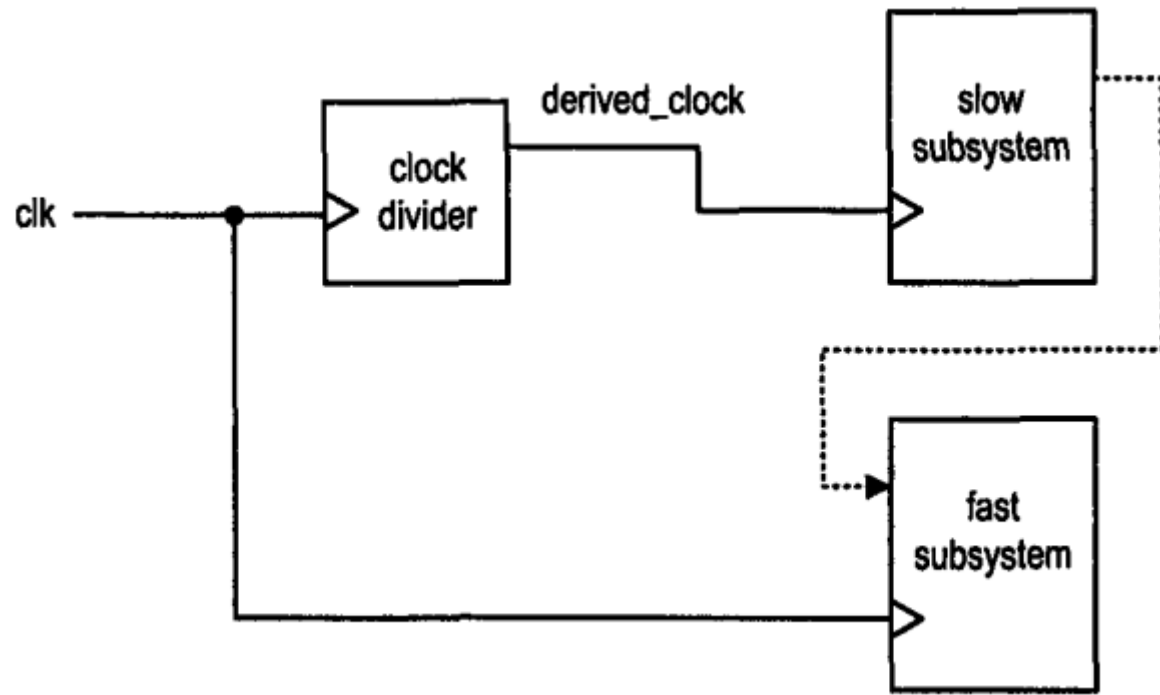 derived_clock
slow
subsystem
clock
divider
clk
fast
subsystem